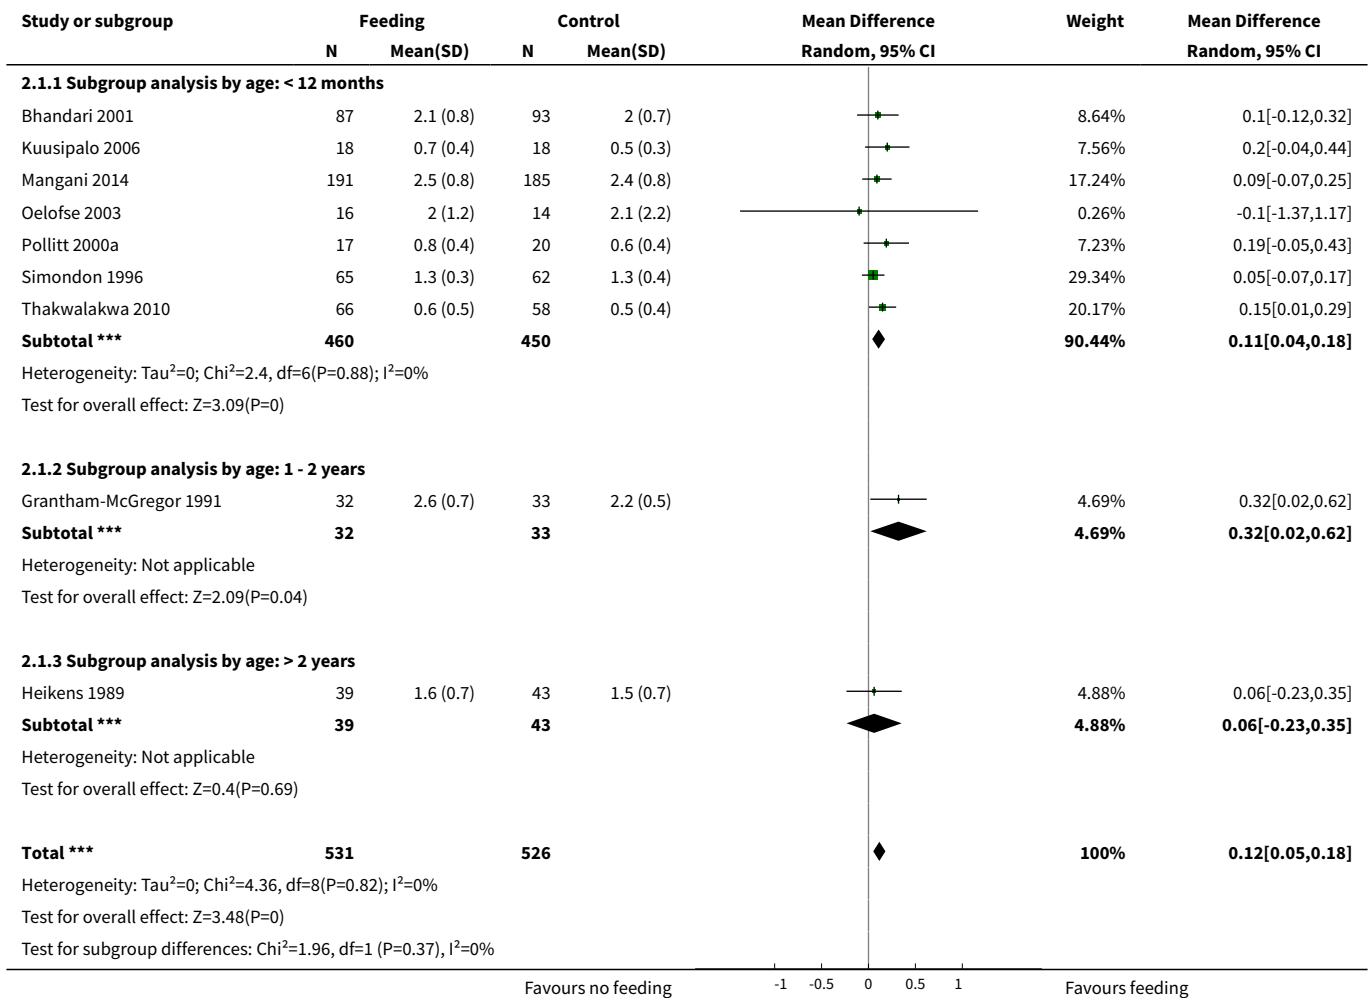 Study or subgroup Feeding Control Mean Difference Weight Mean Difference
N Mean(SD) N Mean(SD) Random, 95% CI Random, 95% CI
2.1.1 Subgroup analysis by age: < 12 months
Bhandari 2001 87 2.1 (0.8) 93 2 (0.7) 8.64% 0.1[-0.12,0.32]
Kuusipalo 2006 18 0.7 (0.4) 18 0.5 (0.3) 7.56% 0.2[-0.04,0.44]
Mangani 2014 191 2.5 (0.8) 185 2.4 (0.8) 17.24% 0.09[-0.07,0.25]
Oelofse 2003 16 2 (1.2) 14 2.1 (2.2) 0.26% -0.1[-1.37,1.17]
Pollitt 2000a 17 0.8 (0.4) 20 0.6 (0.4) 7.23% 0.19[-0.05,0.43]
Simondon 1996 65 1.3 (0.3) 62 1.3 (0.4) 29.34% 0.05[-0.07,0.17]
Thakwalakwa 2010 66 0.6 (0.5) 58 0.5 (0.4) 20.17% 0.15[0.01,0.29]
Subtotal *** 460 450 90.44% 0.11[0.04,0.18]
Heterogeneity: Tau²=0; Chi²=2.4, df=6(P=0.88); I²=0%
Test for overall effect: Z=3.09(P=0)
2.1.2 Subgroup analysis by age: 1 - 2 years
Grantham-McGregor 1991 32 2.6 (0.7) 33 2.2 (0.5) 4.69% 0.32[0.02,0.62]
Subtotal *** 32 33 4.69% 0.32[0.02,0.62]
Heterogeneity: Not applicable
Test for overall effect: Z=2.09(P=0.04)
2.1.3 Subgroup analysis by age: > 2 years
Heikens 1989 39 1.6 (0.7) 43 1.5 (0.7) 4.88% 0.06[-0.23,0.35]
Subtotal *** 39 43 4.88% 0.06[-0.23,0.35]
Heterogeneity: Not applicable
Test for overall effect: Z=0.4(P=0.69)
Total *** 531 526 100% 0.12[0.05,0.18]
Heterogeneity: Tau²=0; Chi²=4.36, df=8(P=0.82); I²=0%
Test for overall effect: Z=3.48(P=0)
Test for subgroup differences: Chi²=1.96, df=1 (P=0.37), I²=0%
Favours no feeding -1 -0.5 0 0.5 1 Favours feeding